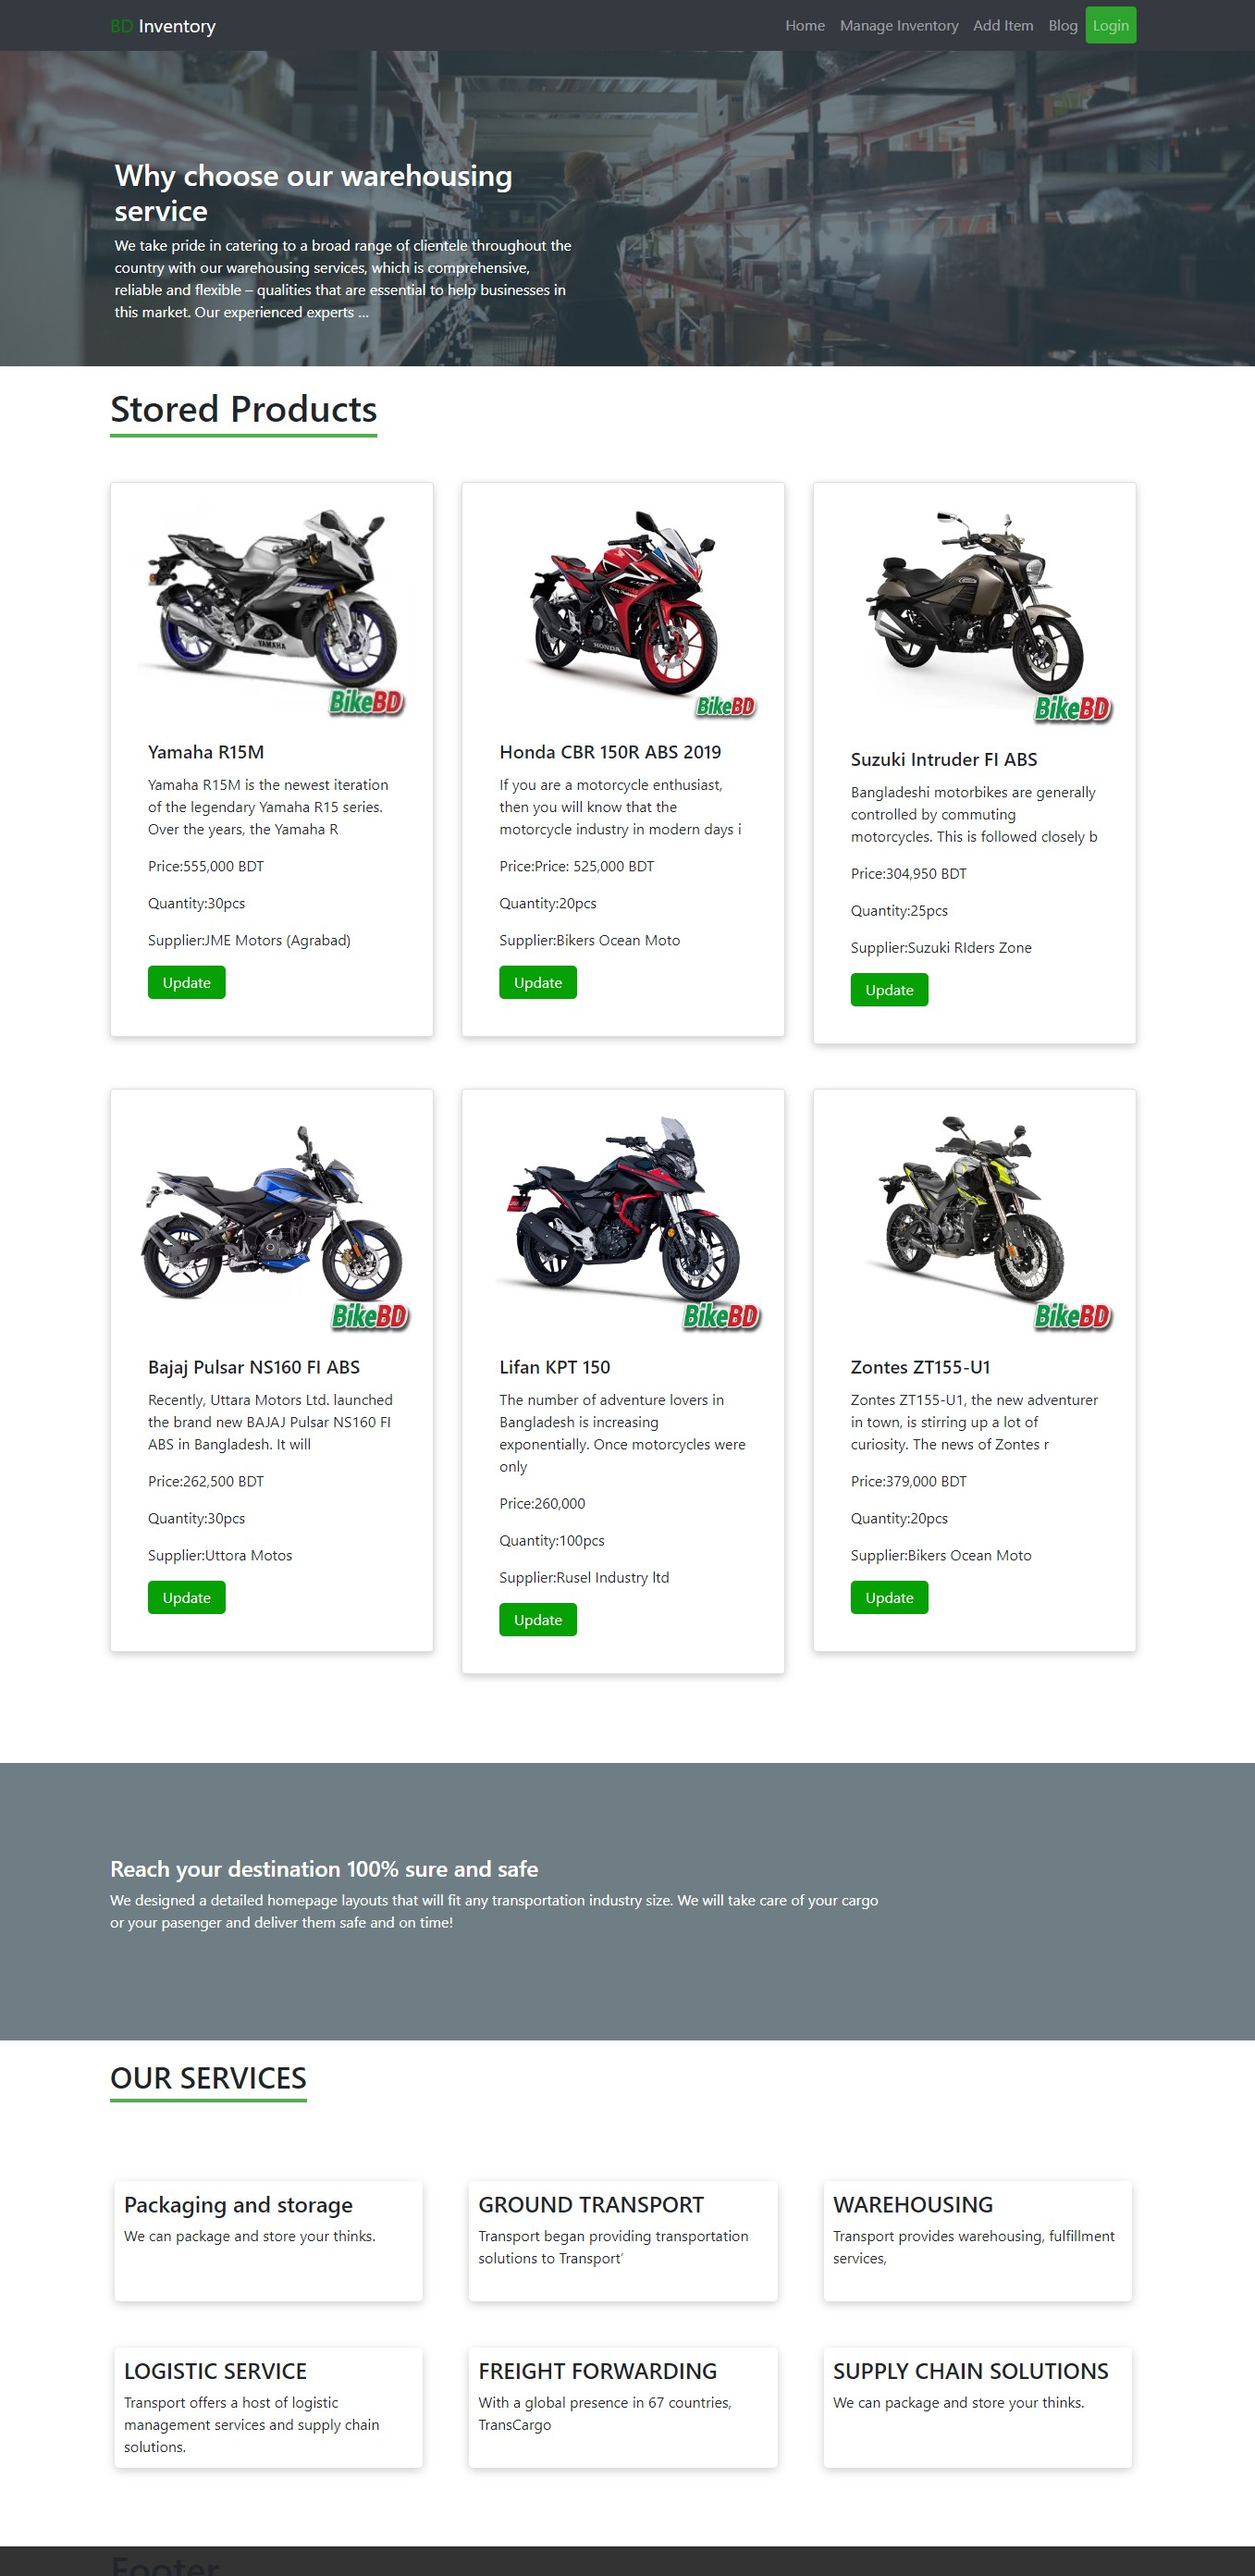 BD Inventory
Home Manage Inventory Add Item Blog Login
Why choose our warehousing
service
We take pride in catering to a broad range of clientele throughout the
country with our warehousing services, which is comprehensive,
reliable and flexible – qualities that are essential to help businesses in
this market. Our experienced experts ...
Stored Products
YAMAHA
BikeBD
Yamaha R15M
Yamaha R15M is the newest iteration
of the legendary Yamaha R15 series.
Over the years, the Yamaha R
Price:555,000 BDT
Quantity:30pcs
Supplier:JME Motors (Agrabad)
Update
HONDA
BikeBD
Honda CBR 150R ABS 2019
If you are a motorcycle enthusiast,
then you will know that the
motorcycle industry in modern days i
Price:Price: 525,000 BDT
Quantity:20pcs
Supplier:Bikers Ocean Moto
Update
BikeBD
Suzuki Intruder FI ABS
Bangladeshi motorbikes are generally
controlled by commuting
motorcycles. This is followed closely b
Price:304,950 BDT
Quantity:25pcs
Supplier:Suzuki RIders Zone
Update
BikeBD
Bajaj Pulsar NS160 FI ABS
Recently, Uttara Motors Ltd. launched
the brand new BAJAJ Pulsar NS160 FI
ABS in Bangladesh. It will
Price:262,500 BDT
Quantity:30pcs
Supplier:Uttora Motos
Update
BikeBD
Lifan KPT 150
The number of adventure lovers in
Bangladesh is increasing
exponentially. Once motorcycles were
only
Price:260,000
Quantity:100pcs
Supplier:Rusel Industry ltd
Update
BikeBD
Zontes ZT155-U1
Zontes ZT155-U1, the new adventurer
in town, is stirring up a lot of
curiosity. The news of Zontes r
Price:379,000 BDT
Quantity:20pcs
Supplier:Bikers Ocean Moto
Update
Reach your destination 100% sure and safe
We designed a detailed homepage layouts that will fit any transportation industry size. We will take care of your cargo
or your pasenger and deliver them safe and on time!
OUR SERVICES
Packaging and storage
We can package and store your thinks.
GROUND TRANSPORT
Transport began providing transportation
solutions to Transport’
WAREHOUSING
Transport provides warehousing, fulfillment
services,
LOGISTIC SERVICE
Transport offers a host of logistic
management services and supply chain
solutions.
FREIGHT FORWARDING
With a global presence in 67 countries,
TransCargo
SUPPLY CHAIN SOLUTIONS
We can package and store your thinks.
Footer